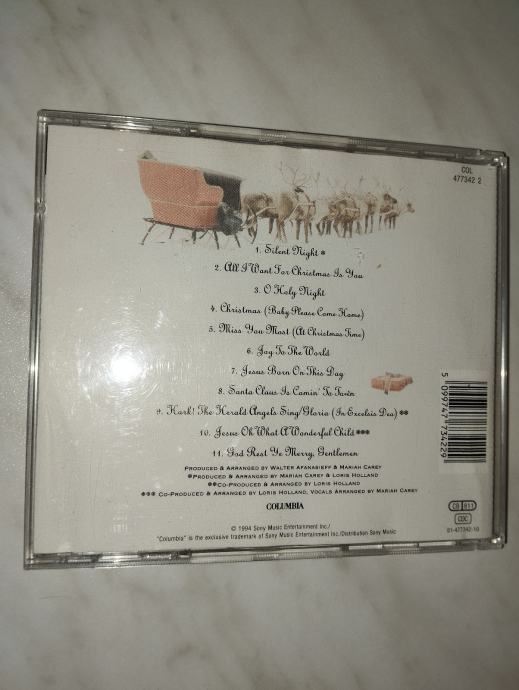 COL
477342 2
1. Silent Night *
2. All I Want For Christmas Is You
3. O Holy Night
4. Christmas (Baby Please Come Home)
5. Miss You Most (At Christmas Time)
6. Joy To The World
7. Jesus Born On This Day
8. Santa Claus Is Comin' To Town
9. Hark! The Herald Angels Sing/Gloria (In Excelsis Deo) **
10. Jesus Oh What A Wonderful Child ***
11. God Rest Ye Merry, Gentlemen
PRODUCED & ARRANGED BY WALTER AFANASIEFF & MARIAH CAREY
*PRODUCED & ARRANGED BY MARIAH CAREY & LORIS HOLLAND
**CO-PRODUCED & ARRANGED BY LORIS HOLLAND
*** CO-PRODUCED & ARRANGED BY LORIS HOLLAND, VOCALS ARRANGED BY MARIAH CAREY
COLUMBIA
© 1994 Sony Music Entertainment Inc./
"Columbia" is the exclusive trademark of Sony Music Entertainment Inc./Distribution Sony Music
5 099747 734229
CB 811
CDC
01-477342-10